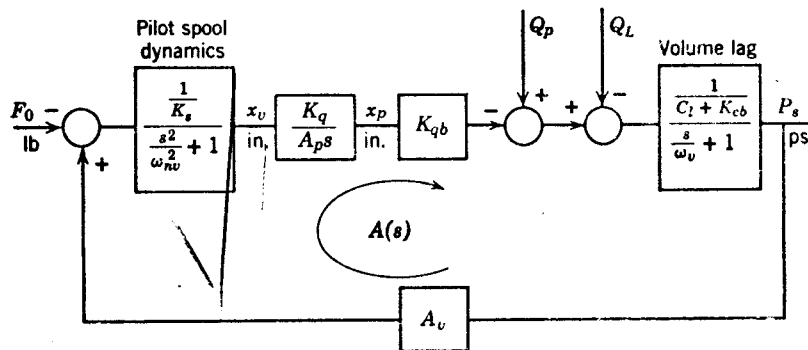 Pilot spool
dynamics
Q_p
Q_L
Volume lag
F_0
lb
−
+
1
K_s
s^2
ω_nv^2
+ 1
x_v
in.
K_q
A_p s
x_p
in.
K_qb
−
+
+
−
1
C_l + K_cb
s
ω_v
+ 1
P_s
ps
A(s)
A_v